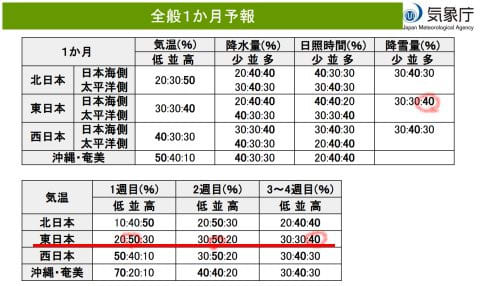 全般1か月予報
気象庁
Japan Meteorological Agency
1か月 気温(%) 降水量(%) 日照時間(%) 降雪量(%)
低 並 高 少 並 多 少 並 多 少 並 多
北日本 日本海側 20:30:50 20:40:40 40:30:30 30:40:30
太平洋側 30:40:30 40:30:30
東日本 日本海側 30:30:40 20:40:40 40:40:20 30:30:40
太平洋側 40:30:30 30:30:40
西日本 日本海側 40:30:30 30:40:30 30:40:30 30:40:30
太平洋側 40:30:30 30:30:40
沖縄・奄美 50:40:10 40:30:30 20:40:40
気温 1週目(%) 2週目(%) 3～4週目(%)
低 並 高 低 並 高 低 並 高
北日本 10:40:50 20:50:30 20:40:40
東日本 20:50:30 30:50:20 30:30:40
西日本 50:40:10 50:30:20 30:40:30
沖縄・奄美 70:20:10 40:40:20 30:40:30